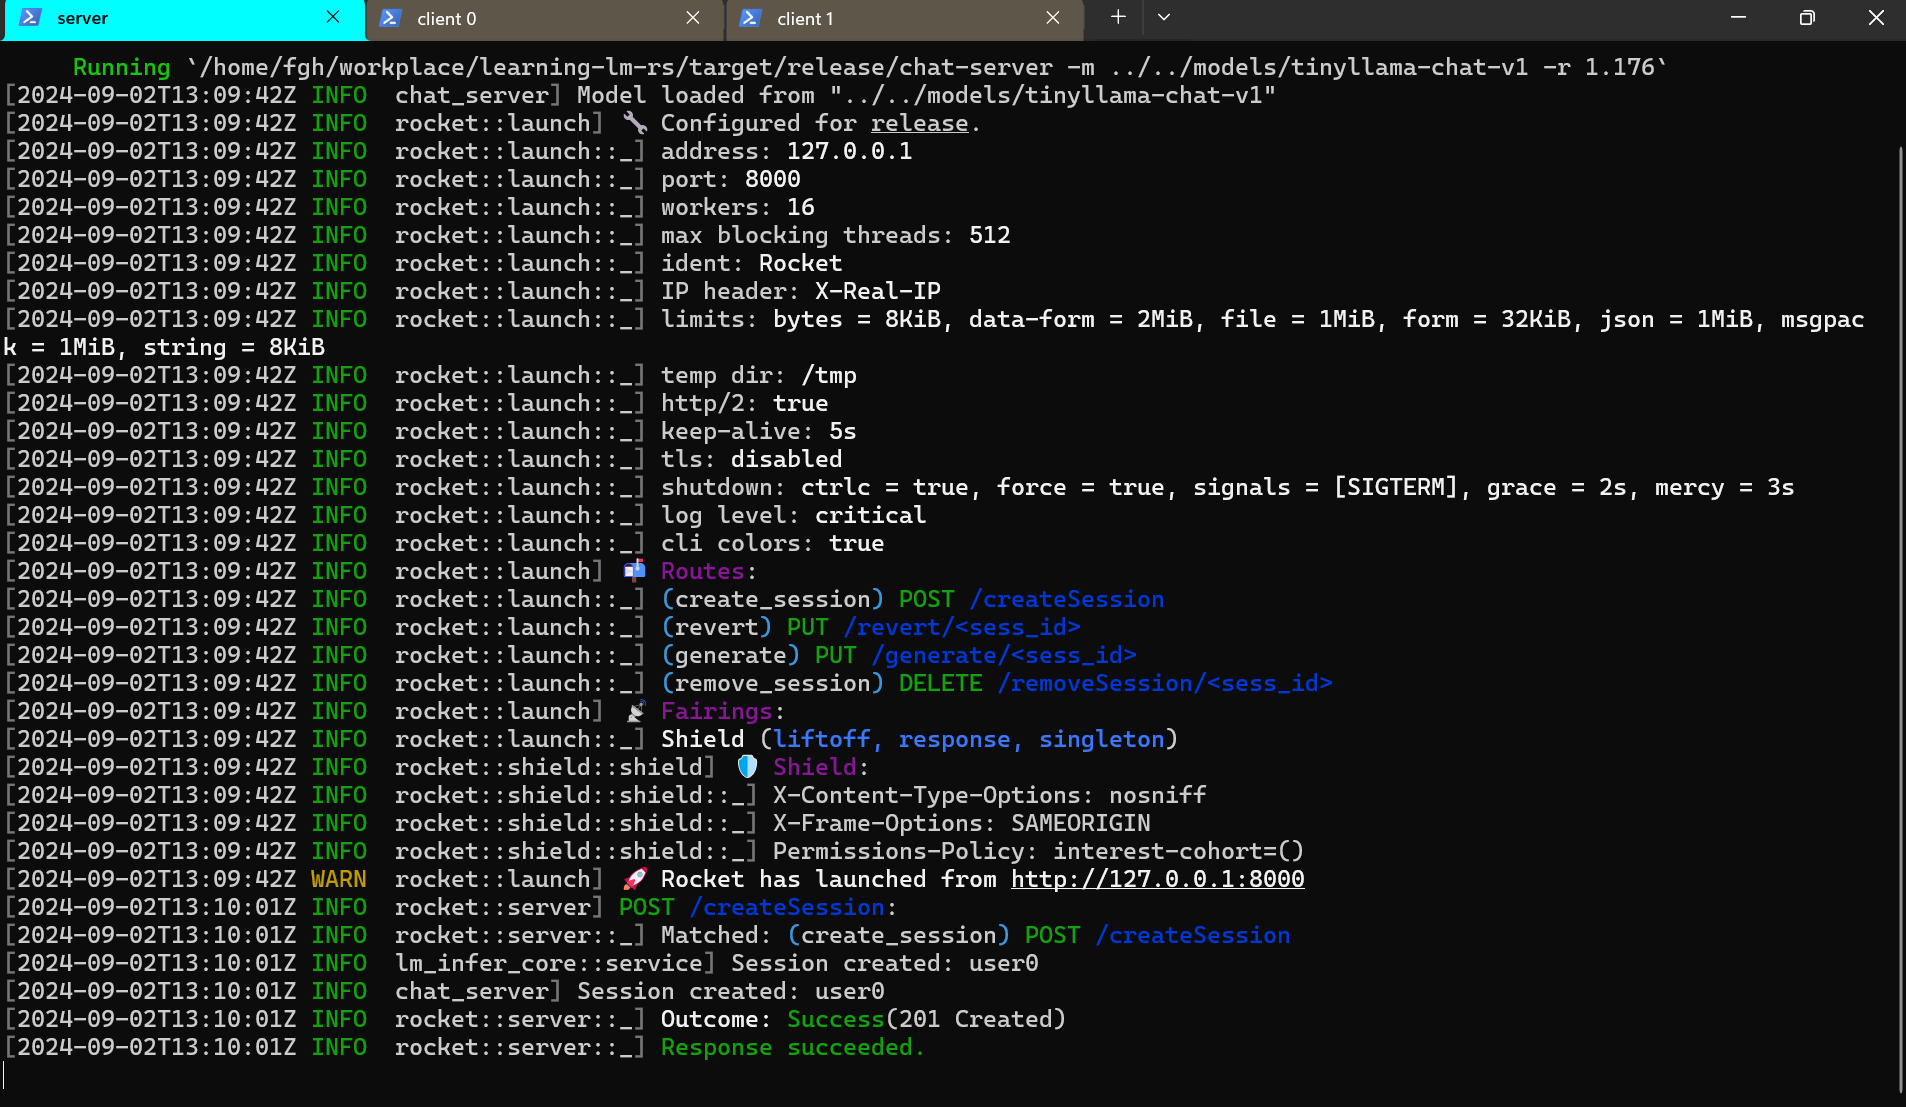 server
client 0
client 1
Running `/home/fgh/workplace/learning-lm-rs/target/release/chat-server -m ../../models/tinyllama-chat-v1 -r 1.176`
[2024-09-02T13:09:42Z INFO  chat_server] Model loaded from "../../models/tinyllama-chat-v1"
[2024-09-02T13:09:42Z INFO  rocket::launch] 🔧 Configured for release.
[2024-09-02T13:09:42Z INFO  rocket::launch::_] address: 127.0.0.1
[2024-09-02T13:09:42Z INFO  rocket::launch::_] port: 8000
[2024-09-02T13:09:42Z INFO  rocket::launch::_] workers: 16
[2024-09-02T13:09:42Z INFO  rocket::launch::_] max blocking threads: 512
[2024-09-02T13:09:42Z INFO  rocket::launch::_] ident: Rocket
[2024-09-02T13:09:42Z INFO  rocket::launch::_] IP header: X-Real-IP
[2024-09-02T13:09:42Z INFO  rocket::launch::_] limits: bytes = 8KiB, data-form = 2MiB, file = 1MiB, form = 32KiB, json = 1MiB, msgpac
k = 1MiB, string = 8KiB
[2024-09-02T13:09:42Z INFO  rocket::launch::_] temp dir: /tmp
[2024-09-02T13:09:42Z INFO  rocket::launch::_] http/2: true
[2024-09-02T13:09:42Z INFO  rocket::launch::_] keep-alive: 5s
[2024-09-02T13:09:42Z INFO  rocket::launch::_] tls: disabled
[2024-09-02T13:09:42Z INFO  rocket::launch::_] shutdown: ctrlc = true, force = true, signals = [SIGTERM], grace = 2s, mercy = 3s
[2024-09-02T13:09:42Z INFO  rocket::launch::_] log level: critical
[2024-09-02T13:09:42Z INFO  rocket::launch::_] cli colors: true
[2024-09-02T13:09:42Z INFO  rocket::launch] 📬 Routes:
[2024-09-02T13:09:42Z INFO  rocket::launch::_] (create_session) POST /createSession
[2024-09-02T13:09:42Z INFO  rocket::launch::_] (revert) PUT /revert/<sess_id>
[2024-09-02T13:09:42Z INFO  rocket::launch::_] (generate) PUT /generate/<sess_id>
[2024-09-02T13:09:42Z INFO  rocket::launch::_] (remove_session) DELETE /removeSession/<sess_id>
[2024-09-02T13:09:42Z INFO  rocket::launch] 📡 Fairings:
[2024-09-02T13:09:42Z INFO  rocket::launch::_] Shield (liftoff, response, singleton)
[2024-09-02T13:09:42Z INFO  rocket::shield::shield] 🛡️ Shield:
[2024-09-02T13:09:42Z INFO  rocket::shield::shield::_] X-Content-Type-Options: nosniff
[2024-09-02T13:09:42Z INFO  rocket::shield::shield::_] X-Frame-Options: SAMEORIGIN
[2024-09-02T13:09:42Z INFO  rocket::shield::shield::_] Permissions-Policy: interest-cohort=()
[2024-09-02T13:09:42Z WARN  rocket::launch] 🚀 Rocket has launched from http://127.0.0.1:8000
[2024-09-02T13:10:01Z INFO  rocket::server] POST /createSession:
[2024-09-02T13:10:01Z INFO  rocket::server::_] Matched: (create_session) POST /createSession
[2024-09-02T13:10:01Z INFO  lm_infer_core::service] Session created: user0
[2024-09-02T13:10:01Z INFO  chat_server] Session created: user0
[2024-09-02T13:10:01Z INFO  rocket::server::_] Outcome: Success(201 Created)
[2024-09-02T13:10:01Z INFO  rocket::server::_] Response succeeded.